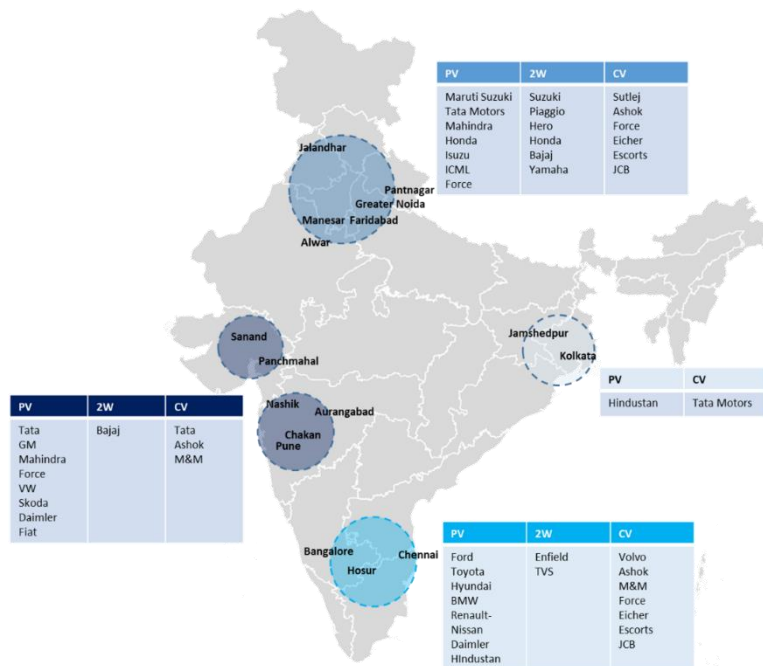 PV 2W CV
Maruti Suzuki Suzuki Sutlej
Tata Motors Piaggio Ashok
Mahindra Hero Force
Honda Honda Eicher
Isuzu Bajaj Escorts
ICML Yamaha JCB
Force
Jalandhar
Pantnagar
Greater Noida
Manesar Faridabad
Alwar
Sanand
Panchmahal
Jamshedpur
Kolkata
PV CV
Hindustan Tata Motors
Nashik
Aurangabad
Chakan
Pune
PV 2W CV
Tata Bajaj Tata
GM Ashok
Mahindra M&M
Force
VW
Skoda
Daimler
Fiat
Bangalore
Chennai
Hosur
PV 2W CV
Ford Enfield Volvo
Toyota TVS Ashok
Hyundai M&M
BMW Force
Renault- Eicher
Nissan Escorts
Daimler JCB
HIndustan